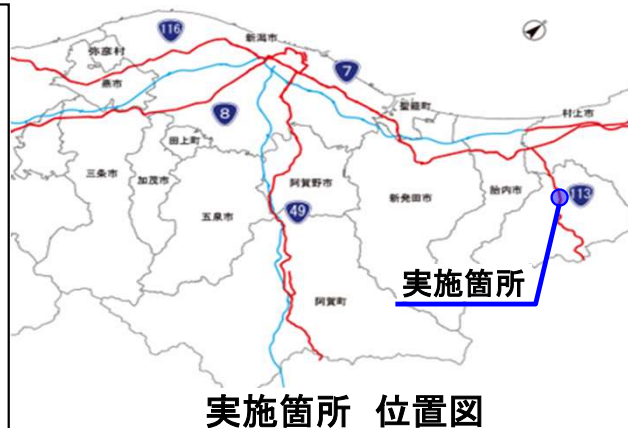 116
新潟市
弥彦村
7
燕市
聖籠町
村上市
8
田上町
三条市
加茂市
阿賀野市
新発田市
胎内市
113
五泉市
49
実施箇所
阿賀町
実施箇所 位置図